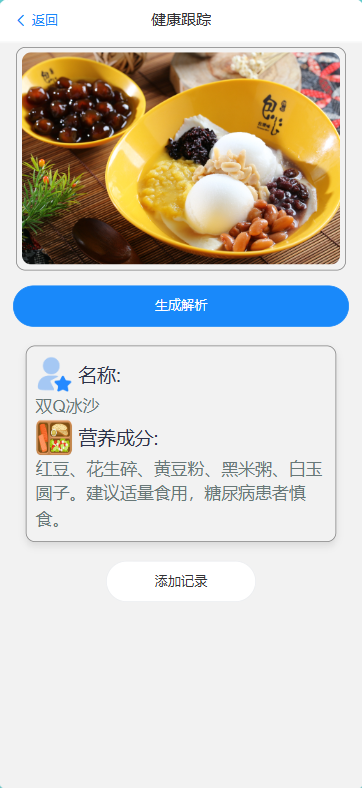 返回
健康跟踪
生成解析
名称:
双Q冰沙
营养成分:
红豆、花生碎、黄豆粉、黑米粥、白玉
圆子。建议适量食用，糖尿病患者慎
食。
添加记录